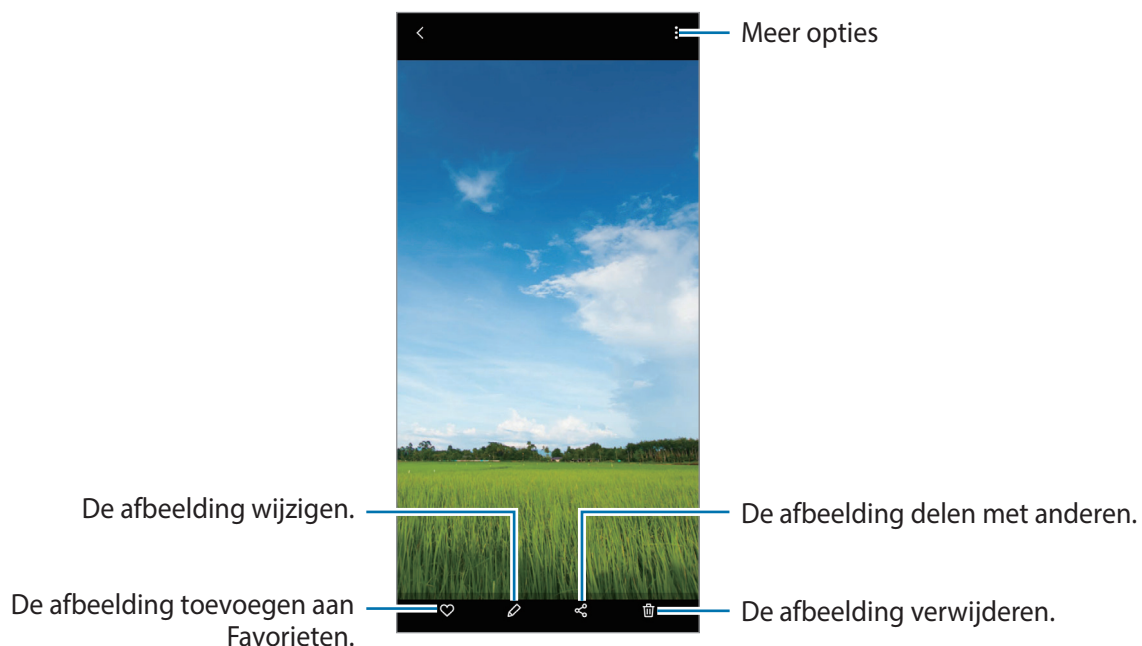 Meer opties
De afbeelding wijzigen.
De afbeelding delen met anderen.
De afbeelding toevoegen aan
Favorieten.
De afbeelding verwijderen.